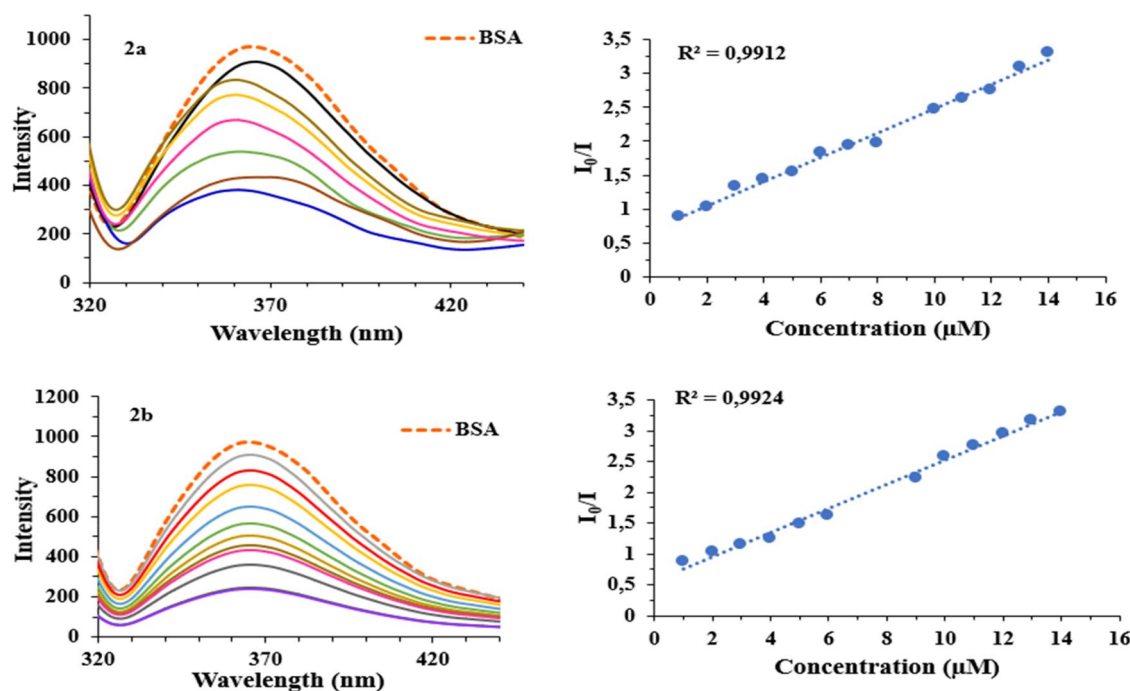 2a
BSA
1000
800
600
400
200
0
320 370 420
Intensity
Wavelength (nm)
R² = 0,9912
3,5
3
2,5
2
1,5
1
0,5
0
0 2 4 6 8 10 12 14 16
I₀/I
Concentration (µM)
2b
BSA
1200
1000
800
600
400
200
0
320 370 420
Intensity
Wavelength (nm)
R² = 0,9924
3,5
3
2,5
2
1,5
1
0,5
0
0 2 4 6 8 10 12 14 16
I₀/I
Concentration (µM)